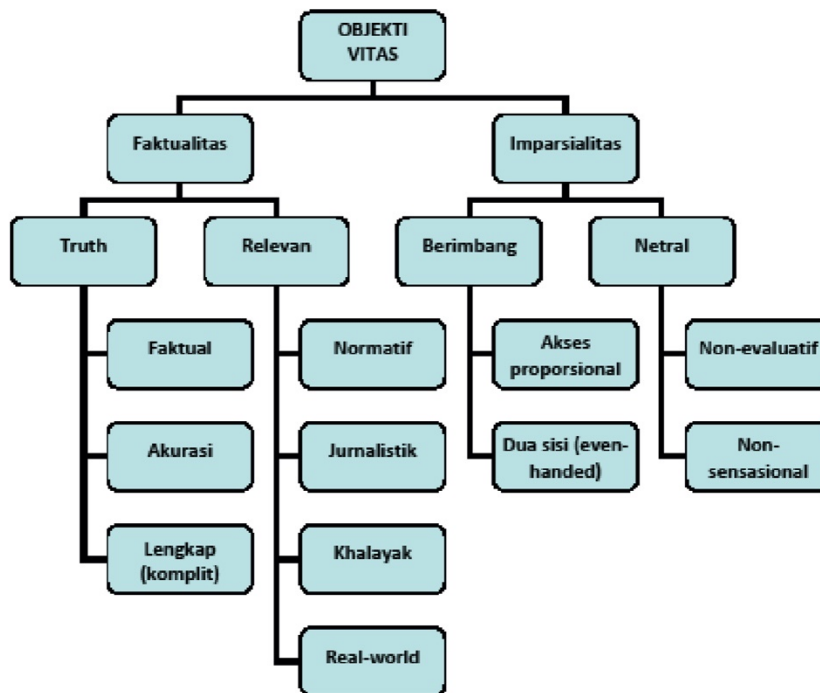 OBJEKTI
VITAS
Faktualitas
Imparsialitas
Truth
Relevan
Berimbang
Netral
Faktual
Normatif
Akses
proporsional
Non-evaluatif
Akurasi
Jurnalistik
Dua sisi (even-
handed)
Non-
sensasional
Lengkap
(komplit)
Khalayak
Real-world